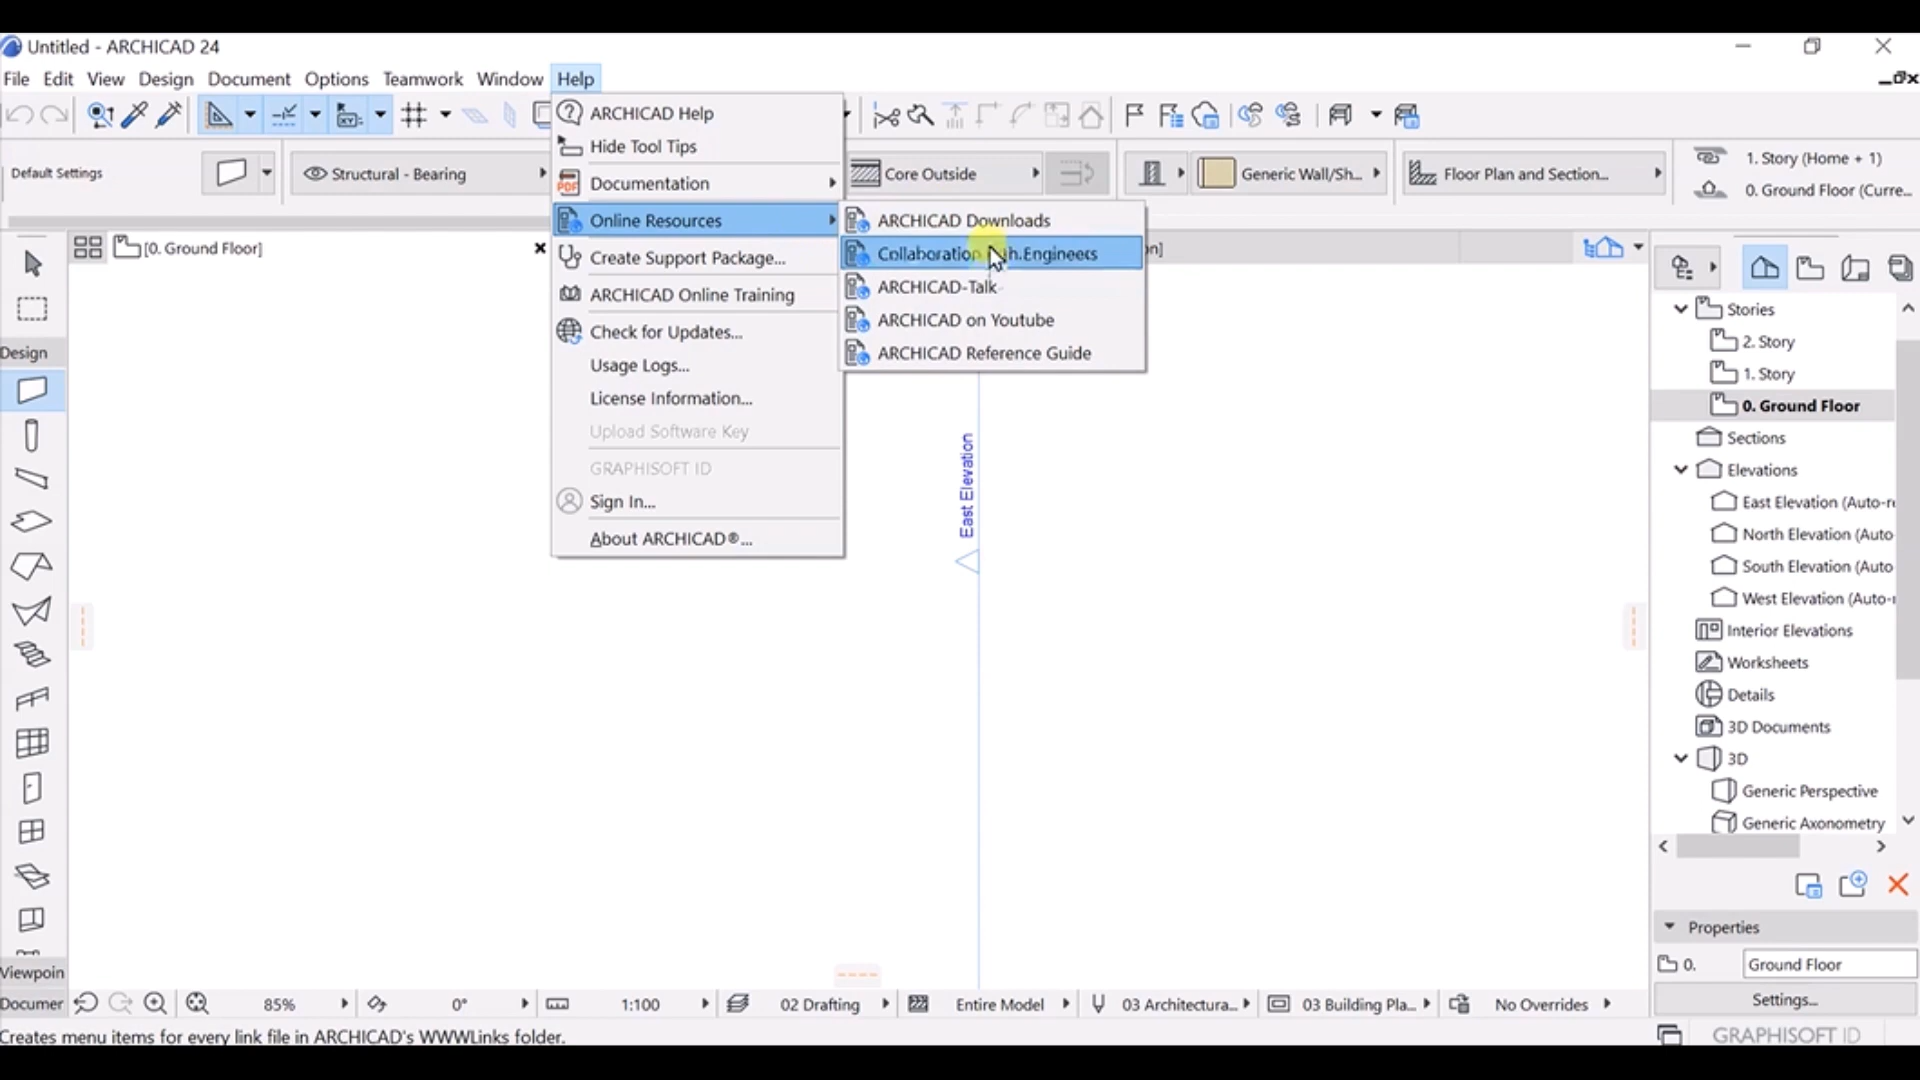 Untitled - ARCHICAD 24
File Edit View Design Document Options Teamwork Window Help
Default Settings
Structural - Bearing
Core Outside
Generic Wall/Sh...
Floor Plan and Section...
1. Story (Home + 1)
0. Ground Floor (Curre...
[0. Ground Floor]
ARCHICAD Help
Hide Tool Tips
PDF
Documentation
Online Resources
Create Support Package...
ARCHICAD Online Training
Check for Updates...
Usage Logs...
License Information...
Upload Software Key
GRAPHISOFT ID
Sign In...
About ARCHICAD®...
ARCHICAD Downloads
Collaboration Engineers
ARCHICAD-Talk
ARCHICAD on Youtube
ARCHICAD Reference Guide
Design
East Elevation
Stories
2. Story
1. Story
0. Ground Floor
Sections
Elevations
East Elevation (Auto-r
North Elevation (Auto
South Elevation (Auto
West Elevation (Auto-
Interior Elevations
Worksheets
Details
3D Documents
3D
Generic Perspective
Generic Axonometry
Properties
0. Ground Floor
Settings...
Viewpoin
Documer
85%
0°
1:100
02 Drafting
Entire Model
03 Architectura...
03 Building Pla...
No Overrides
Creates menu items for every link file in ARCHICAD's WWWLinks folder.
GRAPHISOFT ID